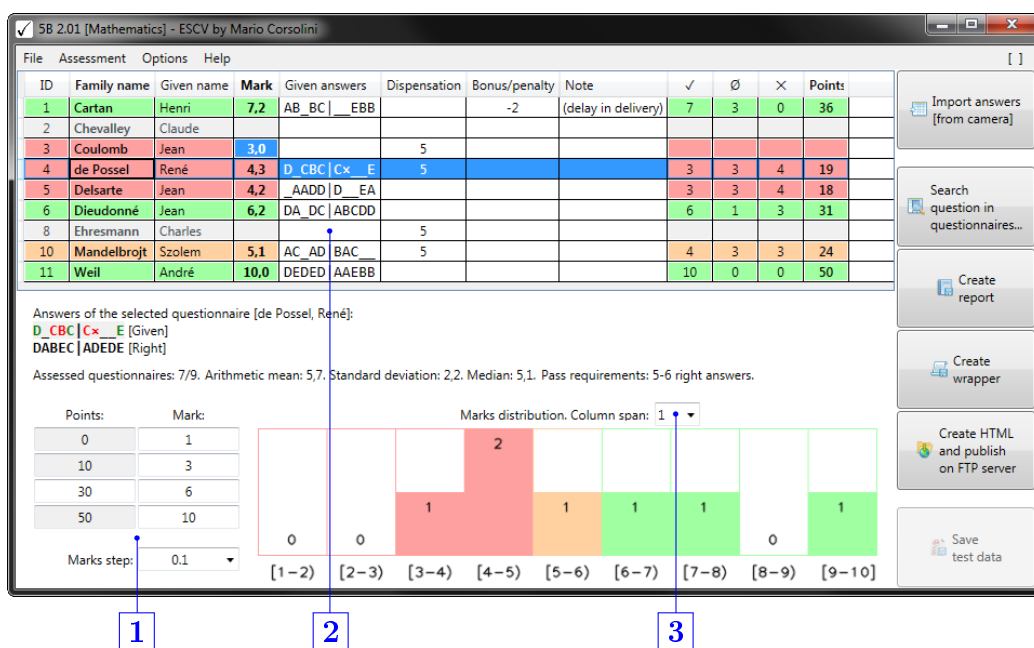 5B 2.01 [Mathematics] - ESCV by Mario Corsolini
File Assessment Options Help [ ]
ID Family name Given name Mark Given answers Dispensation Bonus/penalty Note ✓ Ø × Points
1 Cartan Henri 7,2 AB_BC|__EBB -2 (delay in delivery) 7 3 0 36
2 Chevalley Claude
3 Coulomb Jean 3,0 5
4 de Possel René 4,3 D_CBC|C×__E 5 3 3 4 19
5 Delsarte Jean 4,2 _AADD|D__EA 3 3 4 18
6 Dieudonné Jean 6,2 DA_DC|ABCDD 6 1 3 31
8 Ehresmann Charles 5
10 Mandelbrojt Szolem 5,1 AC_AD|BAC__ 5 4 3 3 24
11 Weil André 10,0 DEDED|AAEBB 10 0 0 50
Import answers
[from camera]
Search
question in
questionnaires...
Create
report
Create
wrapper
Create HTML
and publish
on FTP server
Save
test data
Answers of the selected questionnaire [de Possel, René]:
D_CBC|C×__E [Given]
DABEC|ADEDE [Right]
Assessed questionnaires: 7/9. Arithmetic mean: 5,7. Standard deviation: 2,2. Median: 5,1. Pass requirements: 5-6 right answers.
Points: Mark:
0 1
10 3
30 6
50 10
Marks step: 0.1
Marks distribution. Column span: 1
0 0 1 2 1 1 1 0 1
[1-2) [2-3) [3-4) [4-5) [5-6) [6-7) [7-8) [8-9) [9-10]
1 2 3